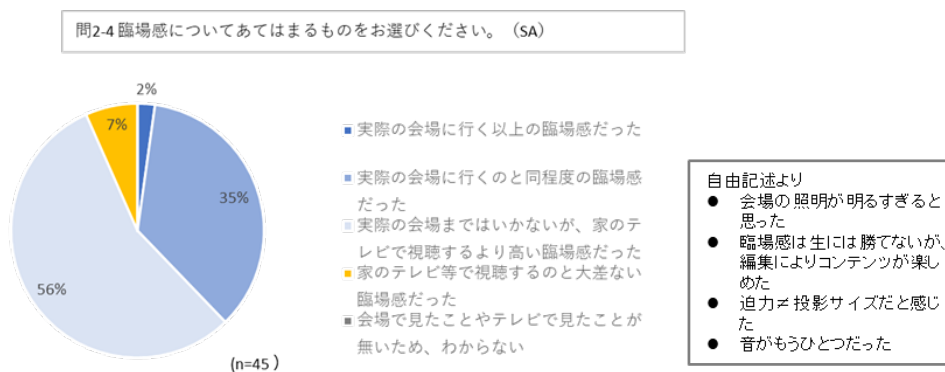 問2-4 臨場感についてあてはまるものをお選びください。（SA）
2%
7%
35%
56%
(n=45 )
実際の会場に行く以上の臨場感だった
実際の会場に行くのと同程度の臨場感
だった
実際の会場まではいかないが、家のテ
レビで視聴するより高い臨場感だった
家のテレビ等で視聴するのと大差ない
臨場感だった
会場で見たことやテレビで見たことが
無いため、わからない
自由記述より
● 会場の照明が明るすぎると
思った
● 臨場感は生には勝てないが、
編集によりコンテンツが楽し
めた
● 迫力≠投影サイズだと感じ
た
● 音がもうひとつだった